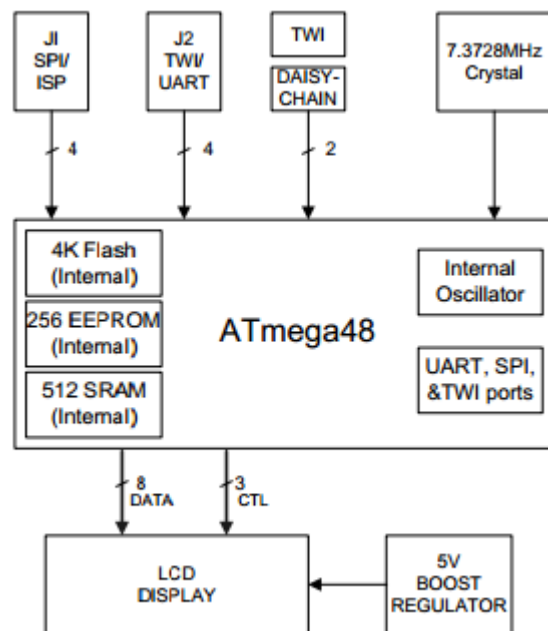 J1
SPI/
ISP
J2
TWI/
UART
TWI
DAISY-
CHAIN
7.3728MHz
Crystal
4
4
2
4K Flash
(Internal)
256 EEPROM
(Internal)
512 SRAM
(Internal)
ATmega48
Internal
Oscillator
UART, SPI,
&TWI ports
8
DATA
3
CTL
LCD
DISPLAY
5V
BOOST
REGULATOR